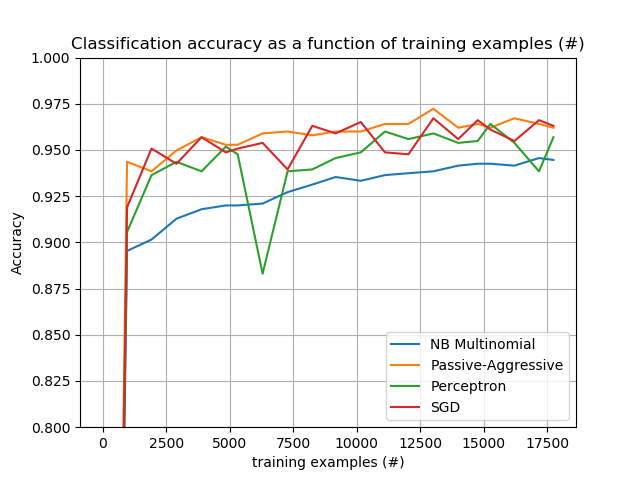 Classification accuracy as a function of training examples (#)
1.000
0.975
0.950
0.925
0.900
0.875
0.850
0.825
0.800
Accuracy
NB Multinomial
Passive-Aggressive
Perceptron
SGD
0 2500 5000 7500 10000 12500 15000 17500
training examples (#)